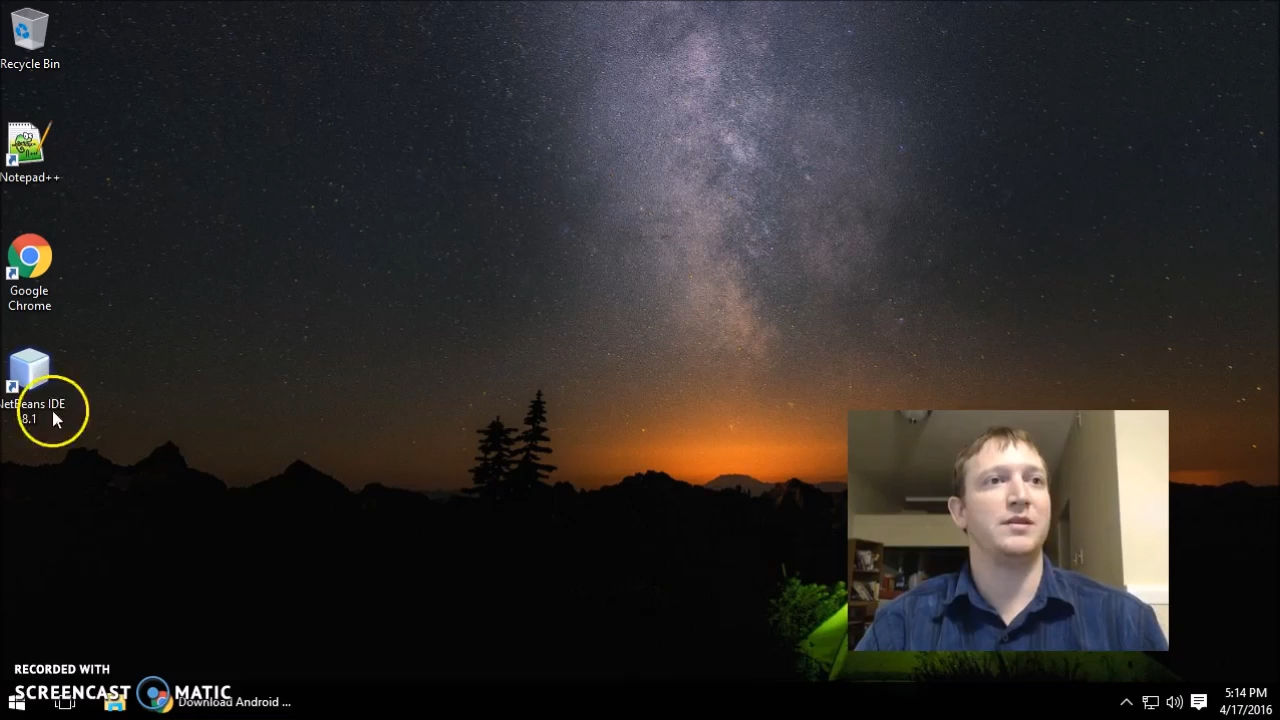 Recycle Bin
Notepad++
Google
Chrome
NetBeans IDE
8.1
RECORDED WITH
SCREENCAST MATIC
Download Android ...
5:14 PM
4/17/2016